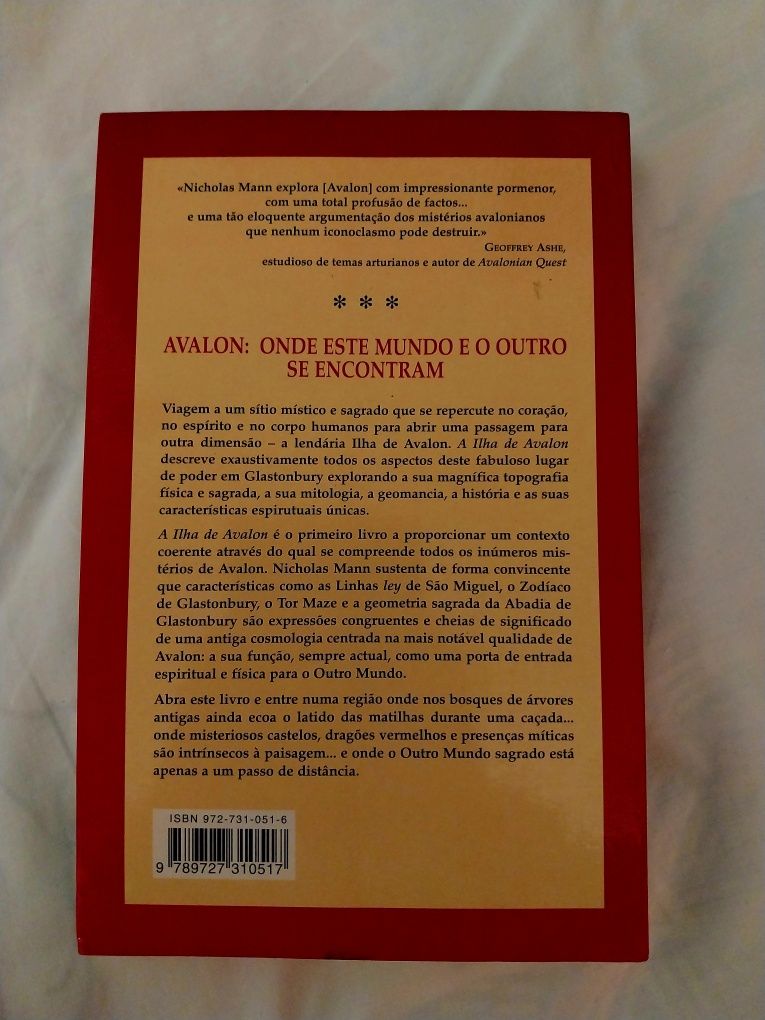 «Nicholas Mann explora [Avalon] com impressionante pormenor,
com uma total profusão de factos...
e uma tão eloquente argumentação dos mistérios avalonianos
que nenhum iconoclasmo pode destruir.»
GEOFFREY ASHE,
estudioso de temas arturianos e autor de Avalonian Quest
* * *
AVALON: ONDE ESTE MUNDO E O OUTRO
SE ENCONTRAM
Viagem a um sítio místico e sagrado que se repercute no coração,
no espírito e no corpo humanos para abrir uma passagem para
outra dimensão – a lendária Ilha de Avalon. A Ilha de Avalon
descreve exaustivamente todos os aspectos deste fabuloso lugar
de poder em Glastonbury explorando a sua magnífica topografia
física e sagrada, a sua mitologia, a geomancia, a história e as suas
características espirutuais únicas.
A Ilha de Avalon é o primeiro livro a proporcionar um contexto
coerente através do qual se compreende todos os inúmeros mis-
térios de Avalon. Nicholas Mann sustenta de forma convincente
que características como as Linhas ley de São Miguel, o Zodíaco
de Glastonbury, o Tor Maze e a geometria sagrada da Abadia de
Glastonbury são expressões congruentes e cheias de significado
de uma antiga cosmologia centrada na mais notável qualidade de
Avalon: a sua função, sempre actual, como uma porta de entrada
espiritual e física para o Outro Mundo.
Abra este livro e entre numa região onde nos bosques de árvores
antigas ainda ecoa o latido das matilhas durante uma caçada...
onde misteriosos castelos, dragões vermelhos e presenças míticas
são intrínsecos à paisagem... e onde o Outro Mundo sagrado está
apenas a um passo de distância.
ISBN 972-731-051-6
9 789727 310517